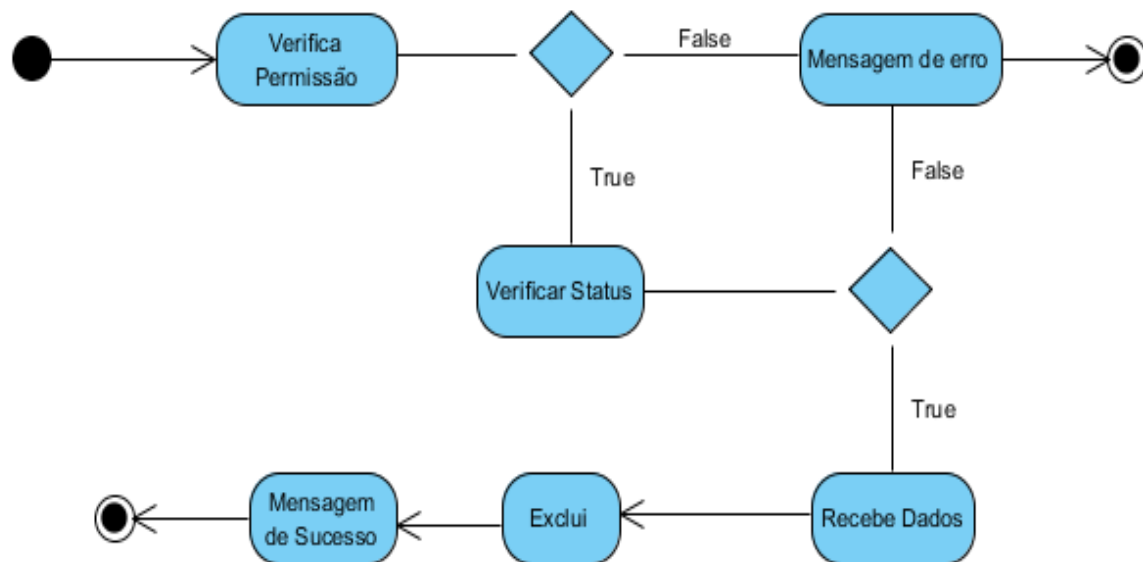 Verifica
Permissão
False
Mensagem de erro
True
False
Verificar Status
True
Mensagem
de Sucesso
Exclui
Recebe Dados